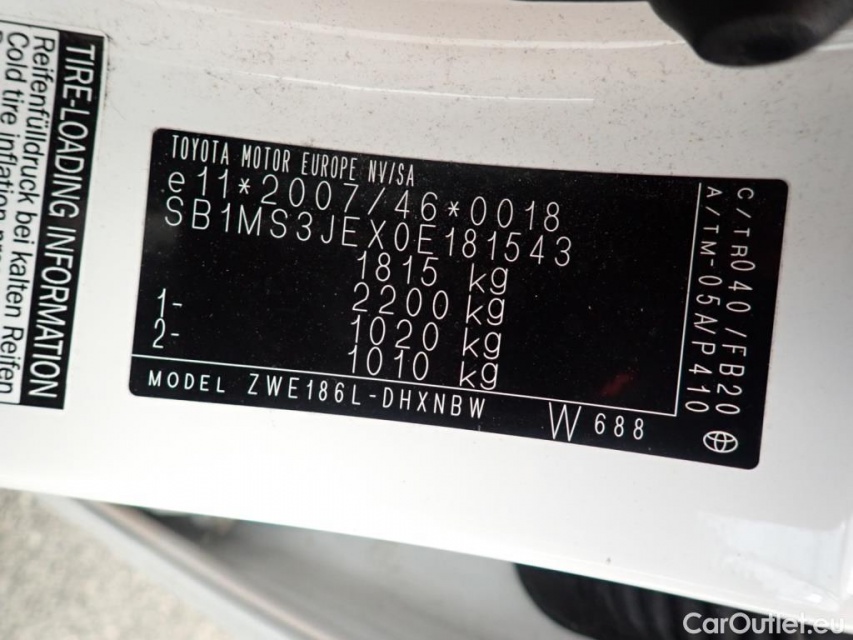 TIRE-LOADING INFORMATION
Reifenfülldruck bei kalten Reifen
Cold tire inflation
TOYOTA MOTOR EUROPE NV/SA
e11*2007/46*0018
SB1MS3JEX0E181543
1815 kg
2200 kg
1- 1020 kg
2- 1010 kg
MODEL ZWE186L-DHXNBW
W 688
C/TR040/FB20
A/TM-05A/P410
CarOutlet.eu